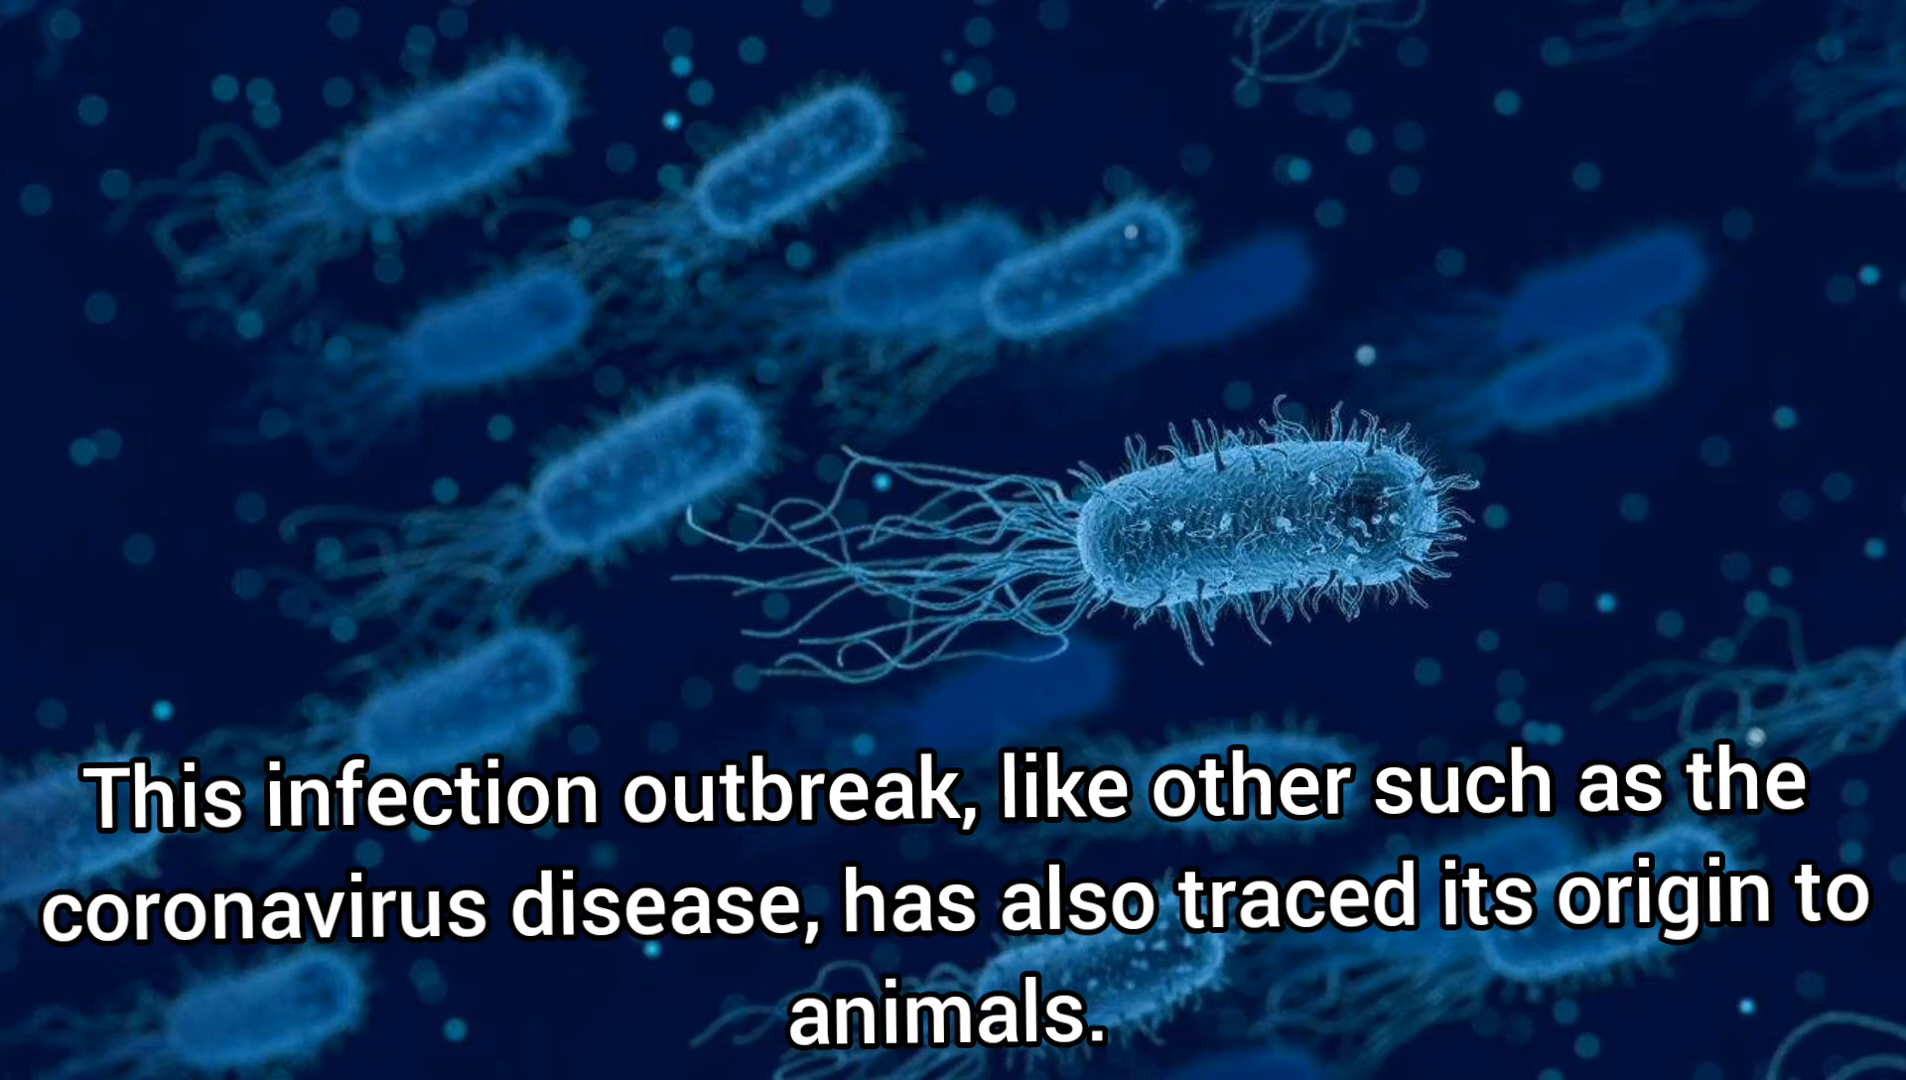 This infection outbreak, like other such as the
coronavirus disease, has also traced its origin to
animals.